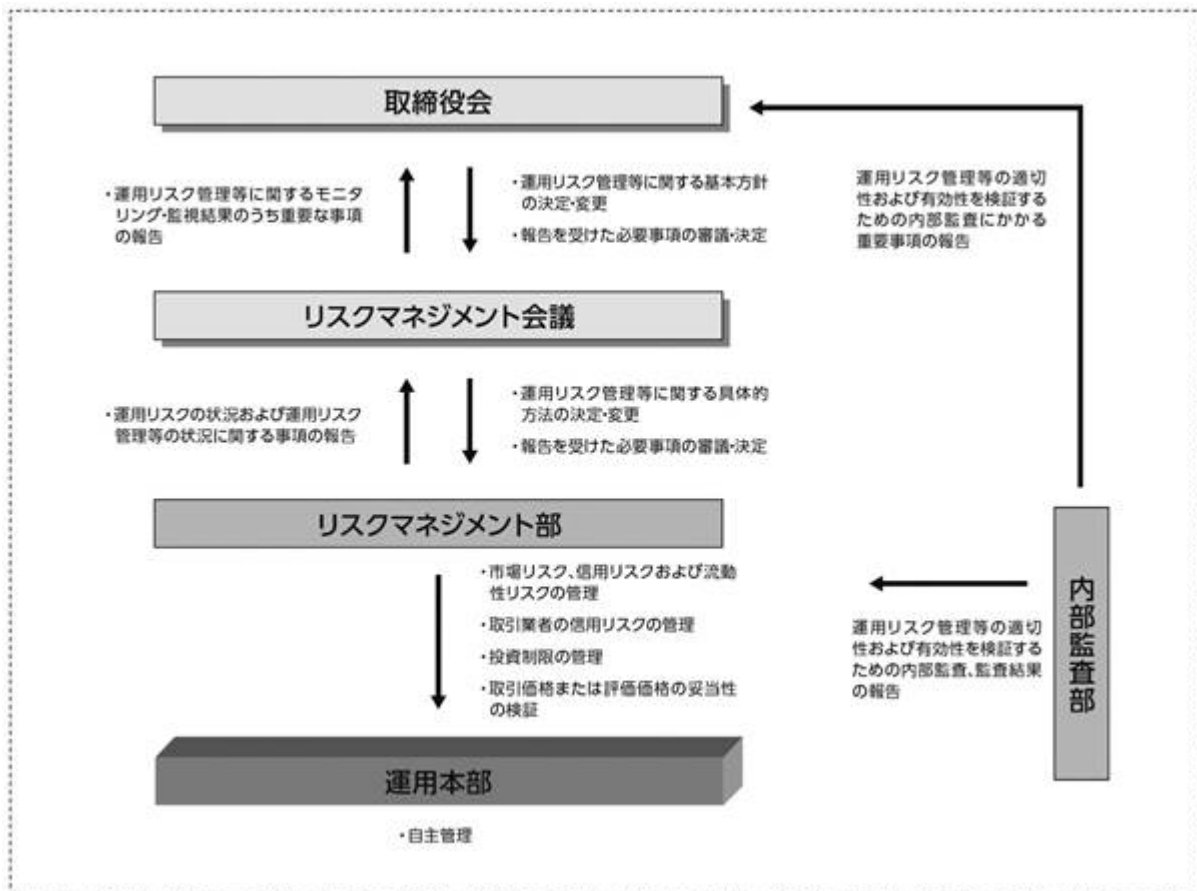 取締役会
・運用リスク管理等に関するモニタ
リング・監視結果のうち重要な事項
の報告
・運用リスク管理等に関する基本方針
の決定・変更
・報告を受けた必要事項の審議・決定
運用リスク管理等の適切
性および有効性を検証する
ための内部監査にかかる
重要事項の報告
リスクマネジメント会議
・運用リスクの状況および運用リスク
管理等の状況に関する事項の報告
・運用リスク管理等に関する具体的
方法の決定・変更
・報告を受けた必要事項の審議・決定
リスクマネジメント部
・市場リスク、信用リスクおよび流動
性リスクの管理
・取引業者の信用リスクの管理
・投資制限の管理
・取引価格または評価価格の妥当性
の検証
運用リスク管理等の適切
性および有効性を検証する
ための内部監査、監査結果
の報告
内部監査部
運用本部
・自主管理